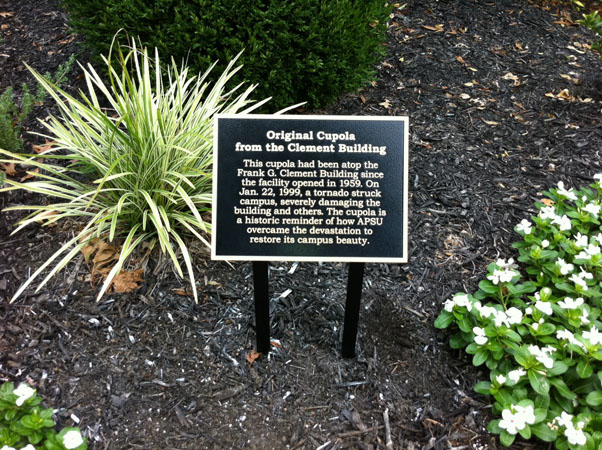 Original Cupola
from the Clement Building
This cupola had been atop the
Frank G. Clement Building since
the facility opened in 1959. On
Jan. 22, 1999, a tornado struck
campus, severely damaging the
building and others. The cupola is
a historic reminder of how APSU
overcame the devastation to
restore its campus beauty.